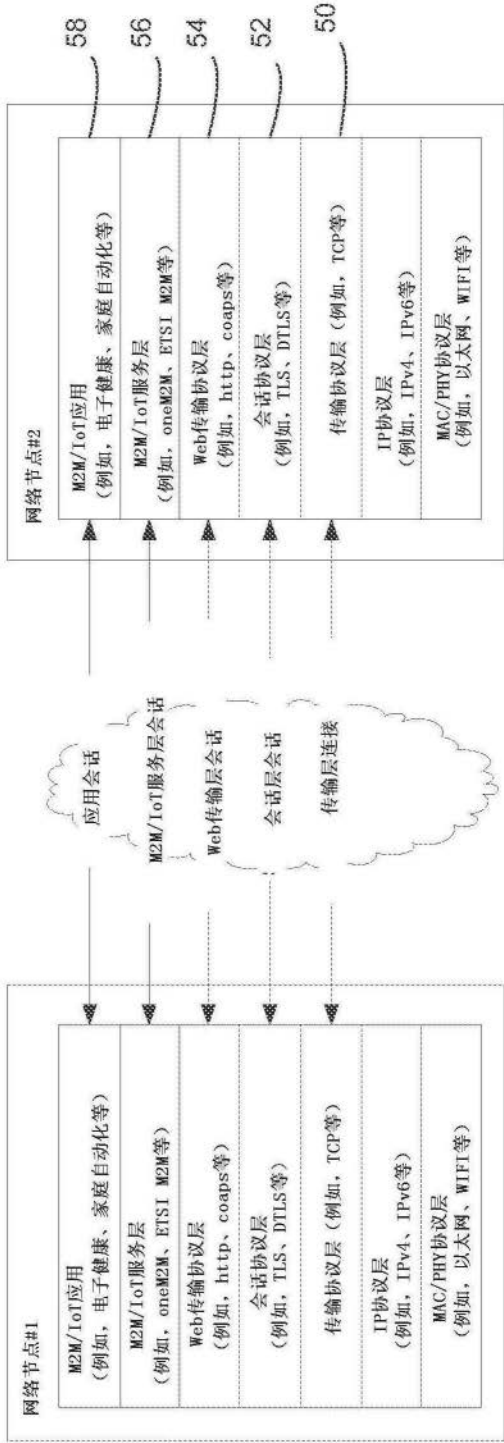 网络节点#1
M2M/IoT应用
(例如，电子健康、家庭自动化等)
M2M/IoT服务层
(例如，oneM2M、ETSI M2M等)
Web传输协议层
(例如，http、coaps等)
会话协议层
(例如，TLS、DTLS等)
传输协议层 (例如，TCP等)
IP协议层
(例如，IPv4、IPv6等)
MAC/PHY协议层
(例如，以太网、WIFI等)
应用会话
M2M/IoT服务层会话
Web传输层会话
会话层会话
传输层连接
网络节点#2
M2M/IoT应用
(例如，电子健康、家庭自动化等)
M2M/IoT服务层
(例如，oneM2M、ETSI M2M等)
Web传输协议层
(例如，http、coaps等)
会话协议层
(例如，TLS、DTLS等)
传输协议层 (例如，TCP等)
IP协议层
(例如，IPv4、IPv6等)
MAC/PHY协议层
(例如，以太网、WIFI等)
58
56
54
52
50